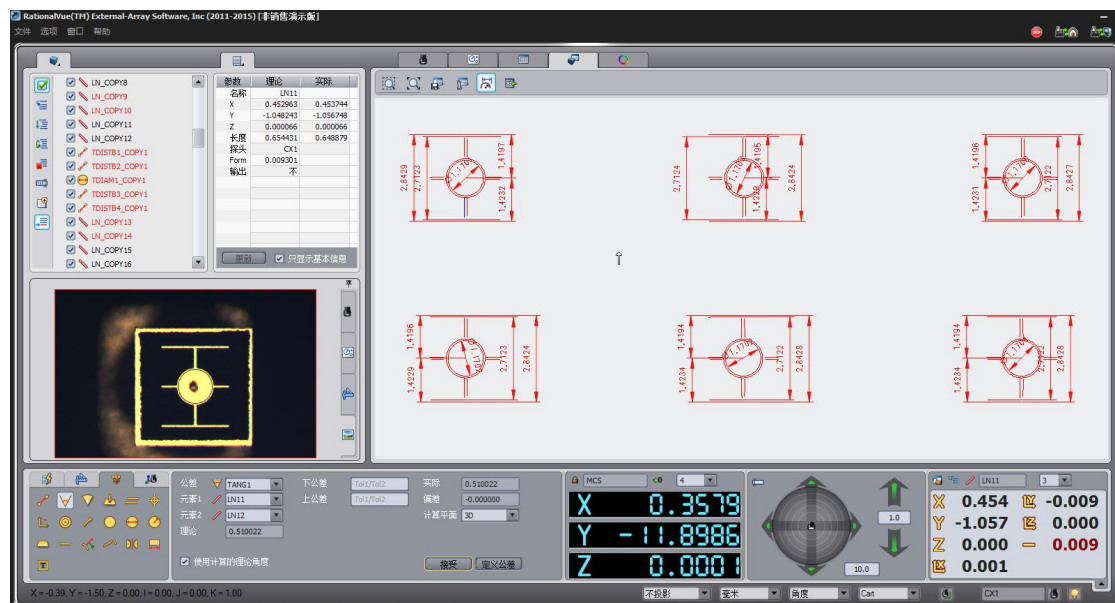 RationalVue(TM) External-Array Software, Inc (2011-2015) [非销售演示版]
文件 选项 窗口 帮助
LN_COPY8
LN_COPY9
LN_COPY10
LN_COPY11
LN_COPY12
TDISTB1_COPY1
TDISTB2_COPY1
TDIAM1_COPY1
TDISTB3_COPY1
TDISTB4_COPY1
LN_COPY13
LN_COPY14
LN_COPY15
LN_COPY16
参数 理论 实际
名称 LN11
X 0.452963 0.453744
Y -1.048243 -1.056748
Z 0.000066 0.000066
长度 0.654431 0.648879
探头 CX1
Form 0.009301
输出 不
更新 只显示基本信息
2,8429 2,7123 1,4197 1,4232
2,7124 1,4196 2,8424
1,4196 1,4231 2,8427
1,4196 1,4229 2,7123 2,8424
1,4194 1,4234 2,7122 2,8428
1,4194 1,4234 2,8428
公差 TANG1 下公差 Tol1/Tol2 实际 0.510022
元素1 LN11 上公差 Tol1/Tol2 偏差 -0.000000
元素2 LN12 计算平面 3D
理论 0.510022
使用计算的理论角度
接受 定义公差
MCS <0 4
X 0.3579
Y -11.8986
Z 0.0001
1.0
10.0
LN11 3
X 0.454 -0.009
Y -1.057 0.000
Z 0.000 0.009
0.001
X = -0.39, Y = -1.50, Z = 0.00, I = 0.00, J = 0.00, K = 1.00
不投影 毫米 角度 Cart CX1